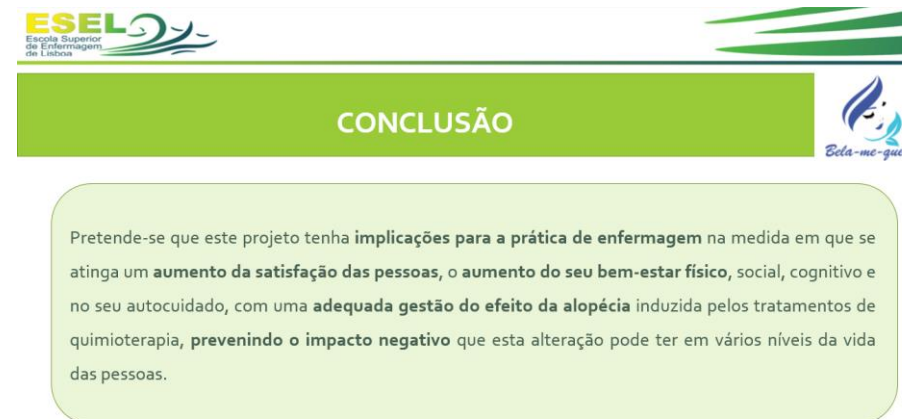 ESEL
Escola Superior
de Enfermagem
de Lisboa
CONCLUSÃO
Bela-me-que
Pretende-se que este projeto tenha implicações para a prática de enfermagem na medida em que se
atinga um aumento da satisfação das pessoas, o aumento do seu bem-estar físico, social, cognitivo e
no seu autocuidado, com uma adequada gestão do efeito da alopécia induzida pelos tratamentos de
quimioterapia, prevenindo o impacto negativo que esta alteração pode ter em vários níveis da vida
das pessoas.